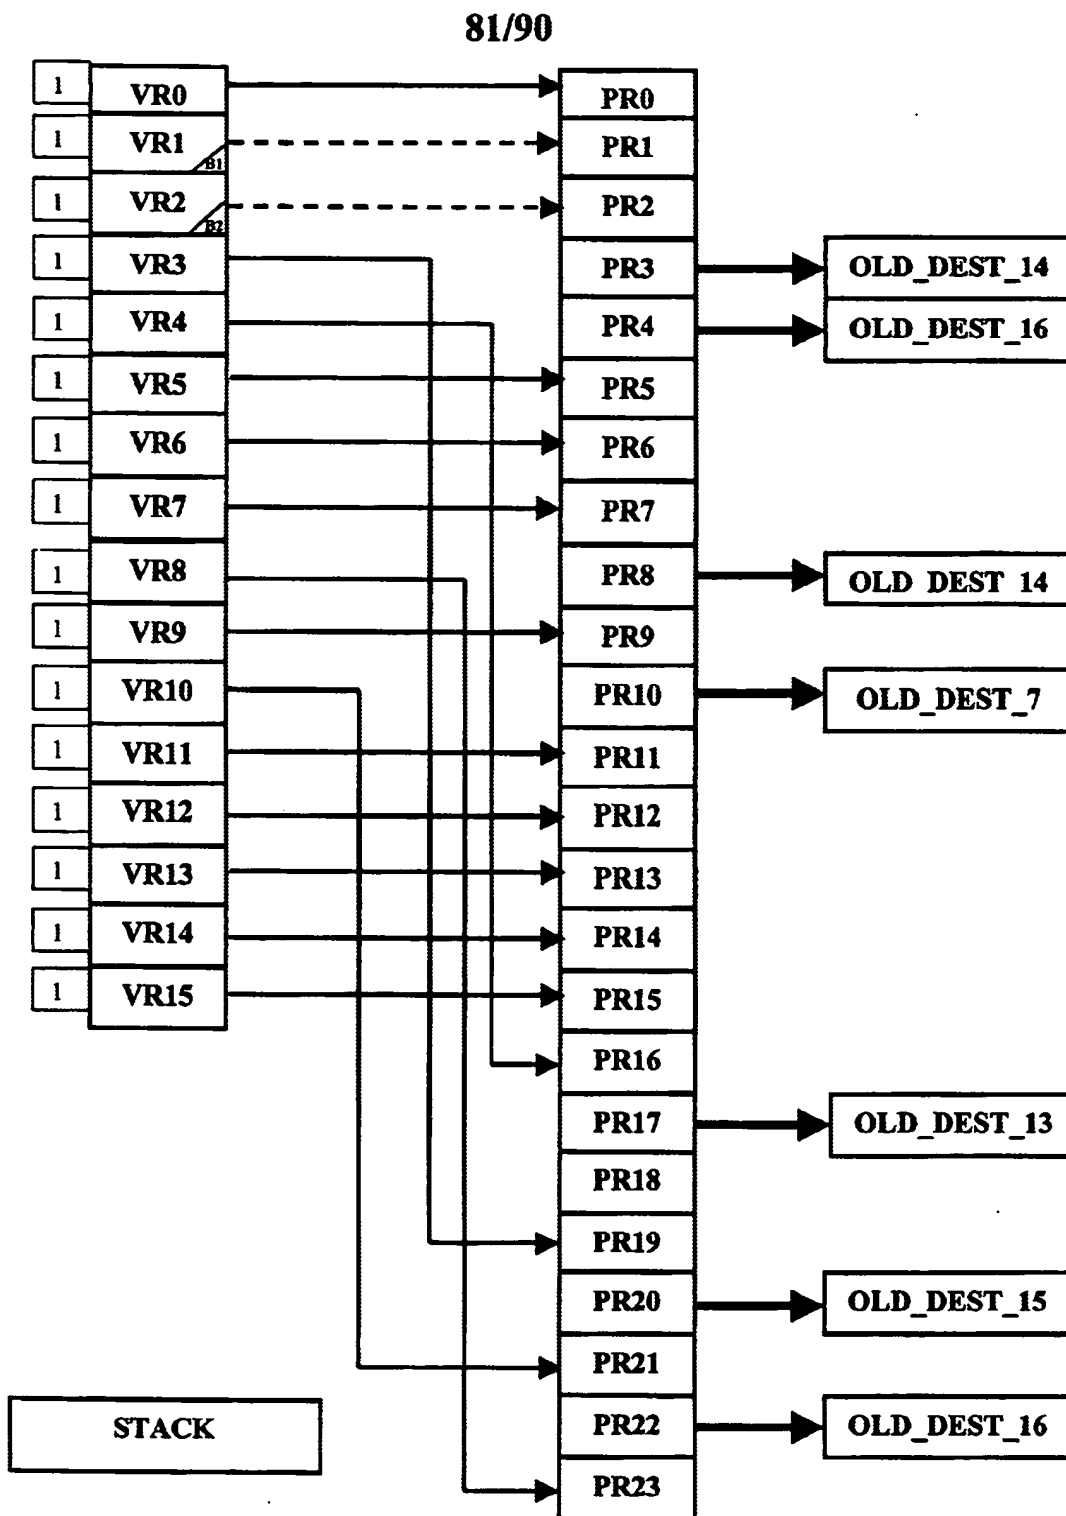 81/90
1 VR0
1 VR1
B1
1 VR2
B2
1 VR3
1 VR4
1 VR5
1 VR6
1 VR7
1 VR8
1 VR9
1 VR10
1 VR11
1 VR12
1 VR13
1 VR14
1 VR15
STACK
PR0
PR1
PR2
PR3
PR4
PR5
PR6
PR7
PR8
PR9
PR10
PR11
PR12
PR13
PR14
PR15
PR16
PR17
PR18
PR19
PR20
PR21
PR22
PR23
OLD_DEST_14
OLD_DEST_16
OLD DEST 14
OLD_DEST_7
OLD_DEST_13
OLD_DEST_15
OLD_DEST_16